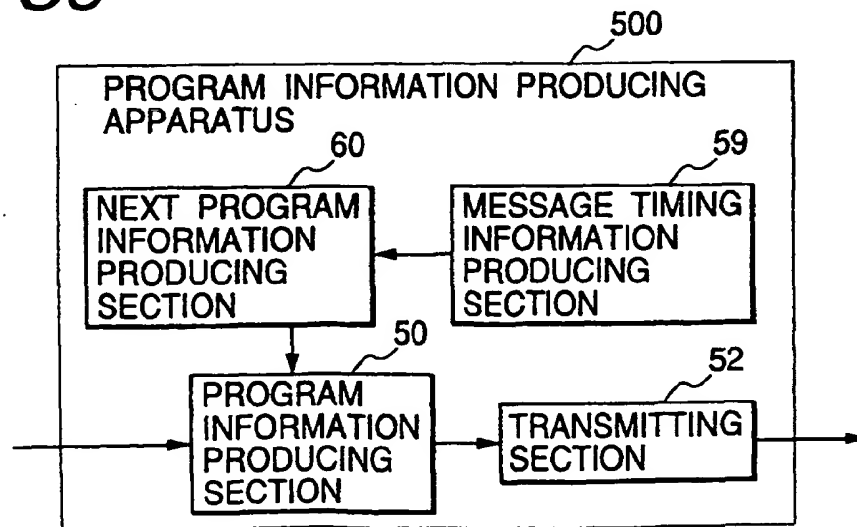 500
PROGRAM INFORMATION PRODUCING
APPARATUS
60
59
NEXT PROGRAM
INFORMATION
PRODUCING
SECTION
MESSAGE TIMING
INFORMATION
PRODUCING
SECTION
50
52
PROGRAM
INFORMATION
PRODUCING
SECTION
TRANSMITTING
SECTION